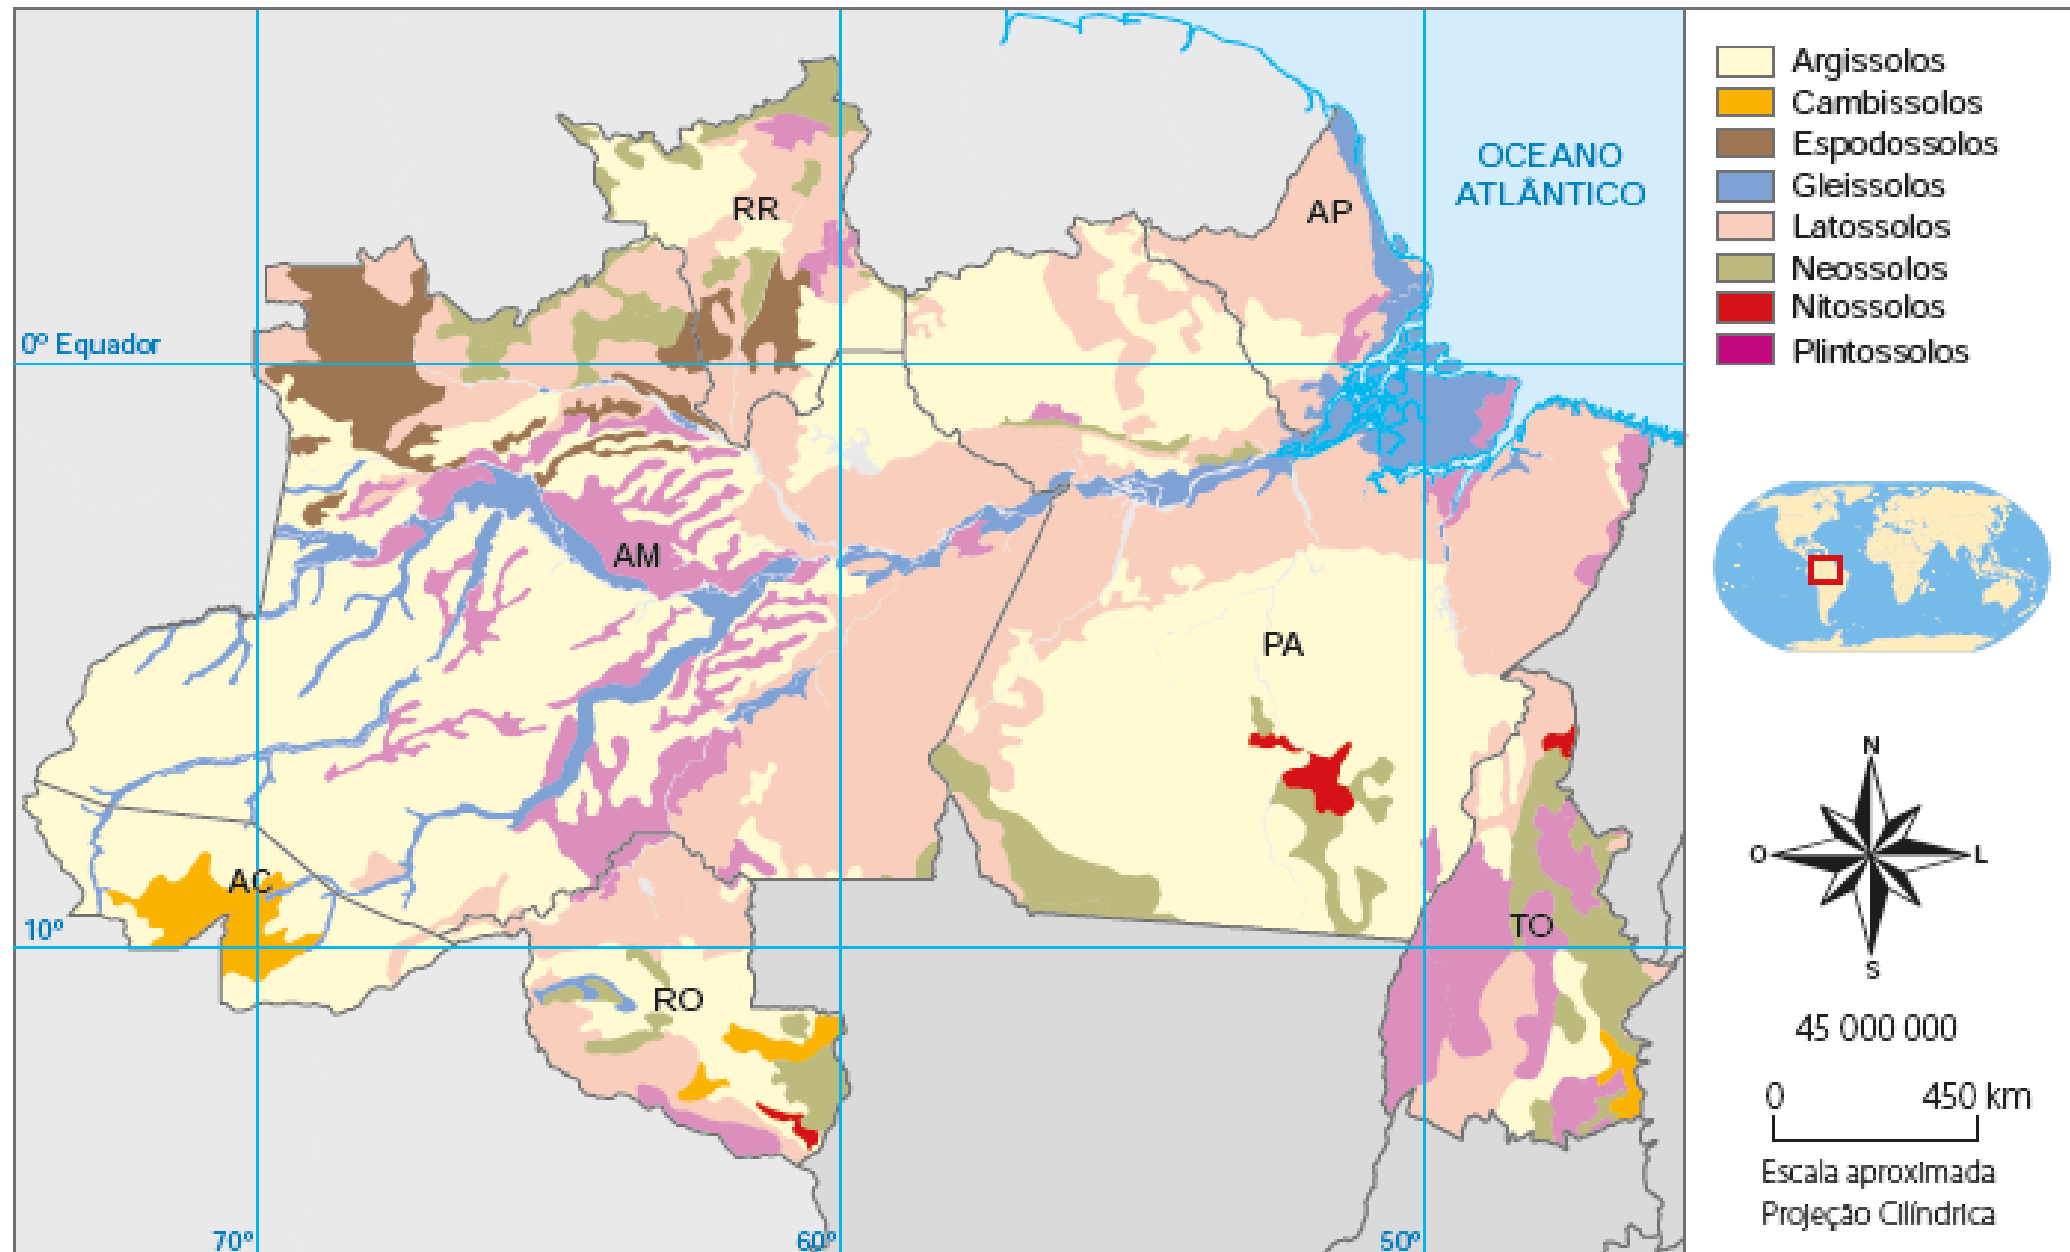 Argissolos
Cambissolos
Espodossolos
Gleissolos
Latossolos
Neossolos
Nitossolos
Plintossolos
OCEANO
ATLÂNTICO
RR
AP
0º Equador
AM
PA
AC
TO
10º
RO
70º
60º
50º
N
O
L
S
45 000 000
0
450 km
Escala aproximada
Projeção Cilíndrica